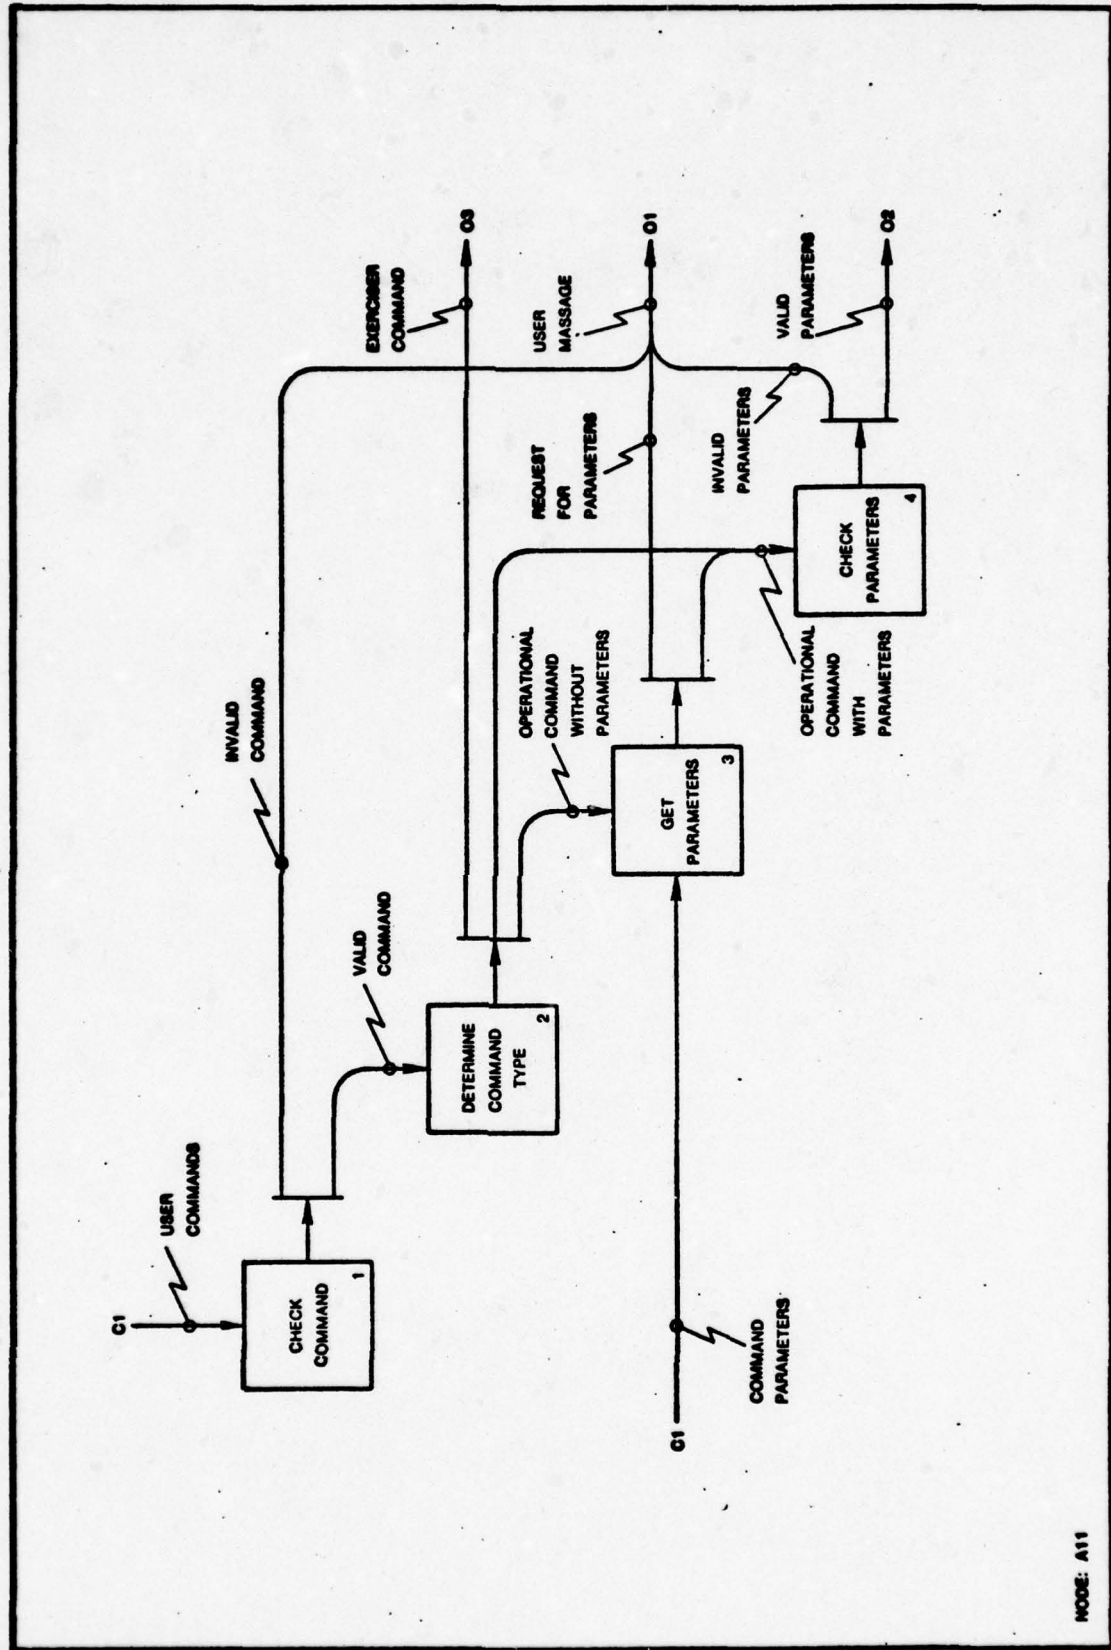 C1
USER
COMMANDS
CHECK
COMMAND
1
INVALID
COMMAND
VALID
COMMAND
DETERMINE
COMMAND
TYPE
2
EXERCISER
COMMAND
O3
OPERATIONAL
COMMAND
WITHOUT
PARAMETERS
REQUEST
FOR
PARAMETERS
USER
MASSAGE
O1
C1
COMMAND
PARAMETERS
GET
PARAMETERS
3
INVALID
PARAMETERS
VALID
PARAMETERS
O2
OPERATIONAL
COMMAND
WITH
PARAMETERS
CHECK
PARAMETERS
4
NODE: A11